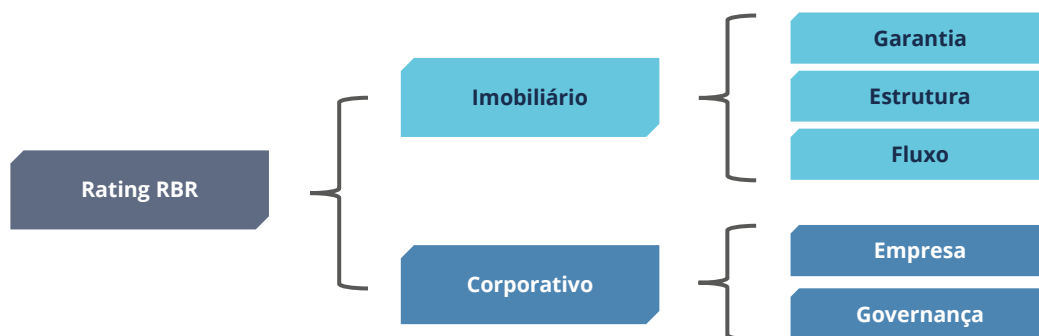 Rating RBR
Imobiliário
Garantia
Estrutura
Fluxo
Corporativo
Empresa
Governança